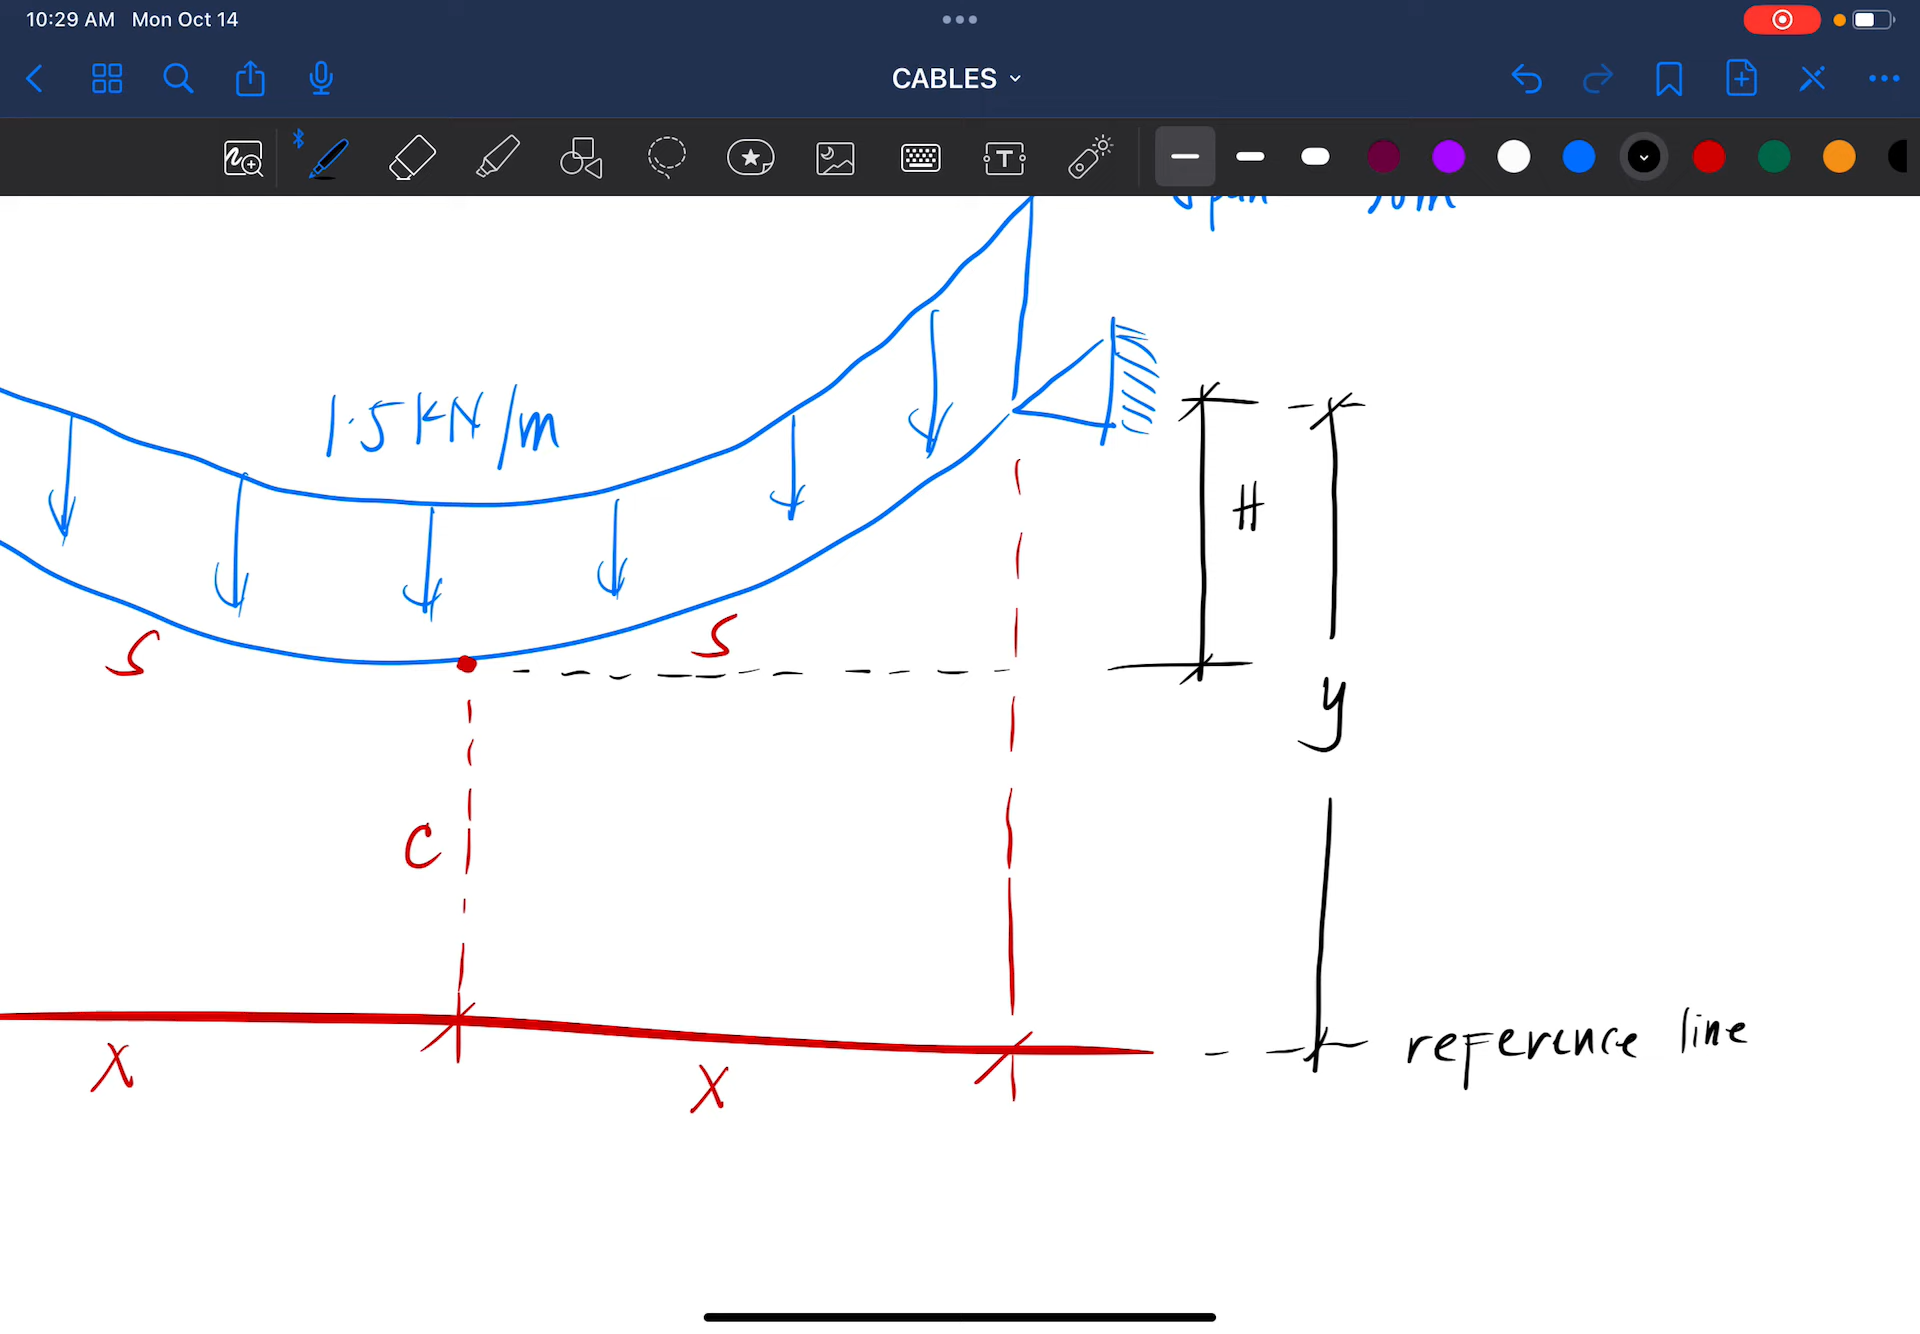 10:29 AM Mon Oct 14
CABLES
T
1.5 KN/m
H
S
S
y
C
reference line
X
X